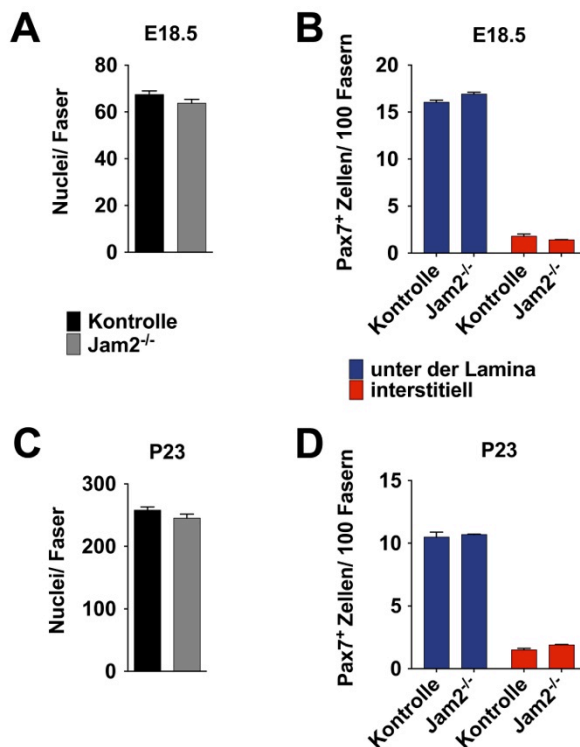 A
E18.5
Nuclei/ Faser
80
60
40
20
0
Kontrolle
Jam2-/-
B
E18.5
Pax7+ Zellen/ 100 Fasern
20
15
10
5
0
Kontrolle
Jam2-/-
Kontrolle
Jam2-/-
unter der Lamina
interstitiell
C
P23
Nuclei/ Faser
300
200
100
0
D
P23
Pax7+ Zellen/ 100 Fasern
15
10
5
0
Kontrolle
Jam2-/-
Kontrolle
Jam2-/-